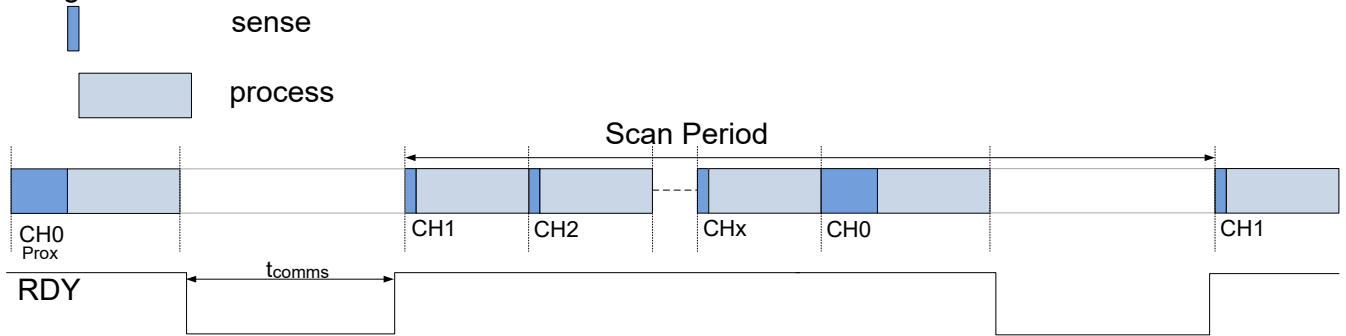 sense
process
Scan Period
CH0
Prox
CH1
CH2
CHx
CH0
CH1
tcomms
RDY